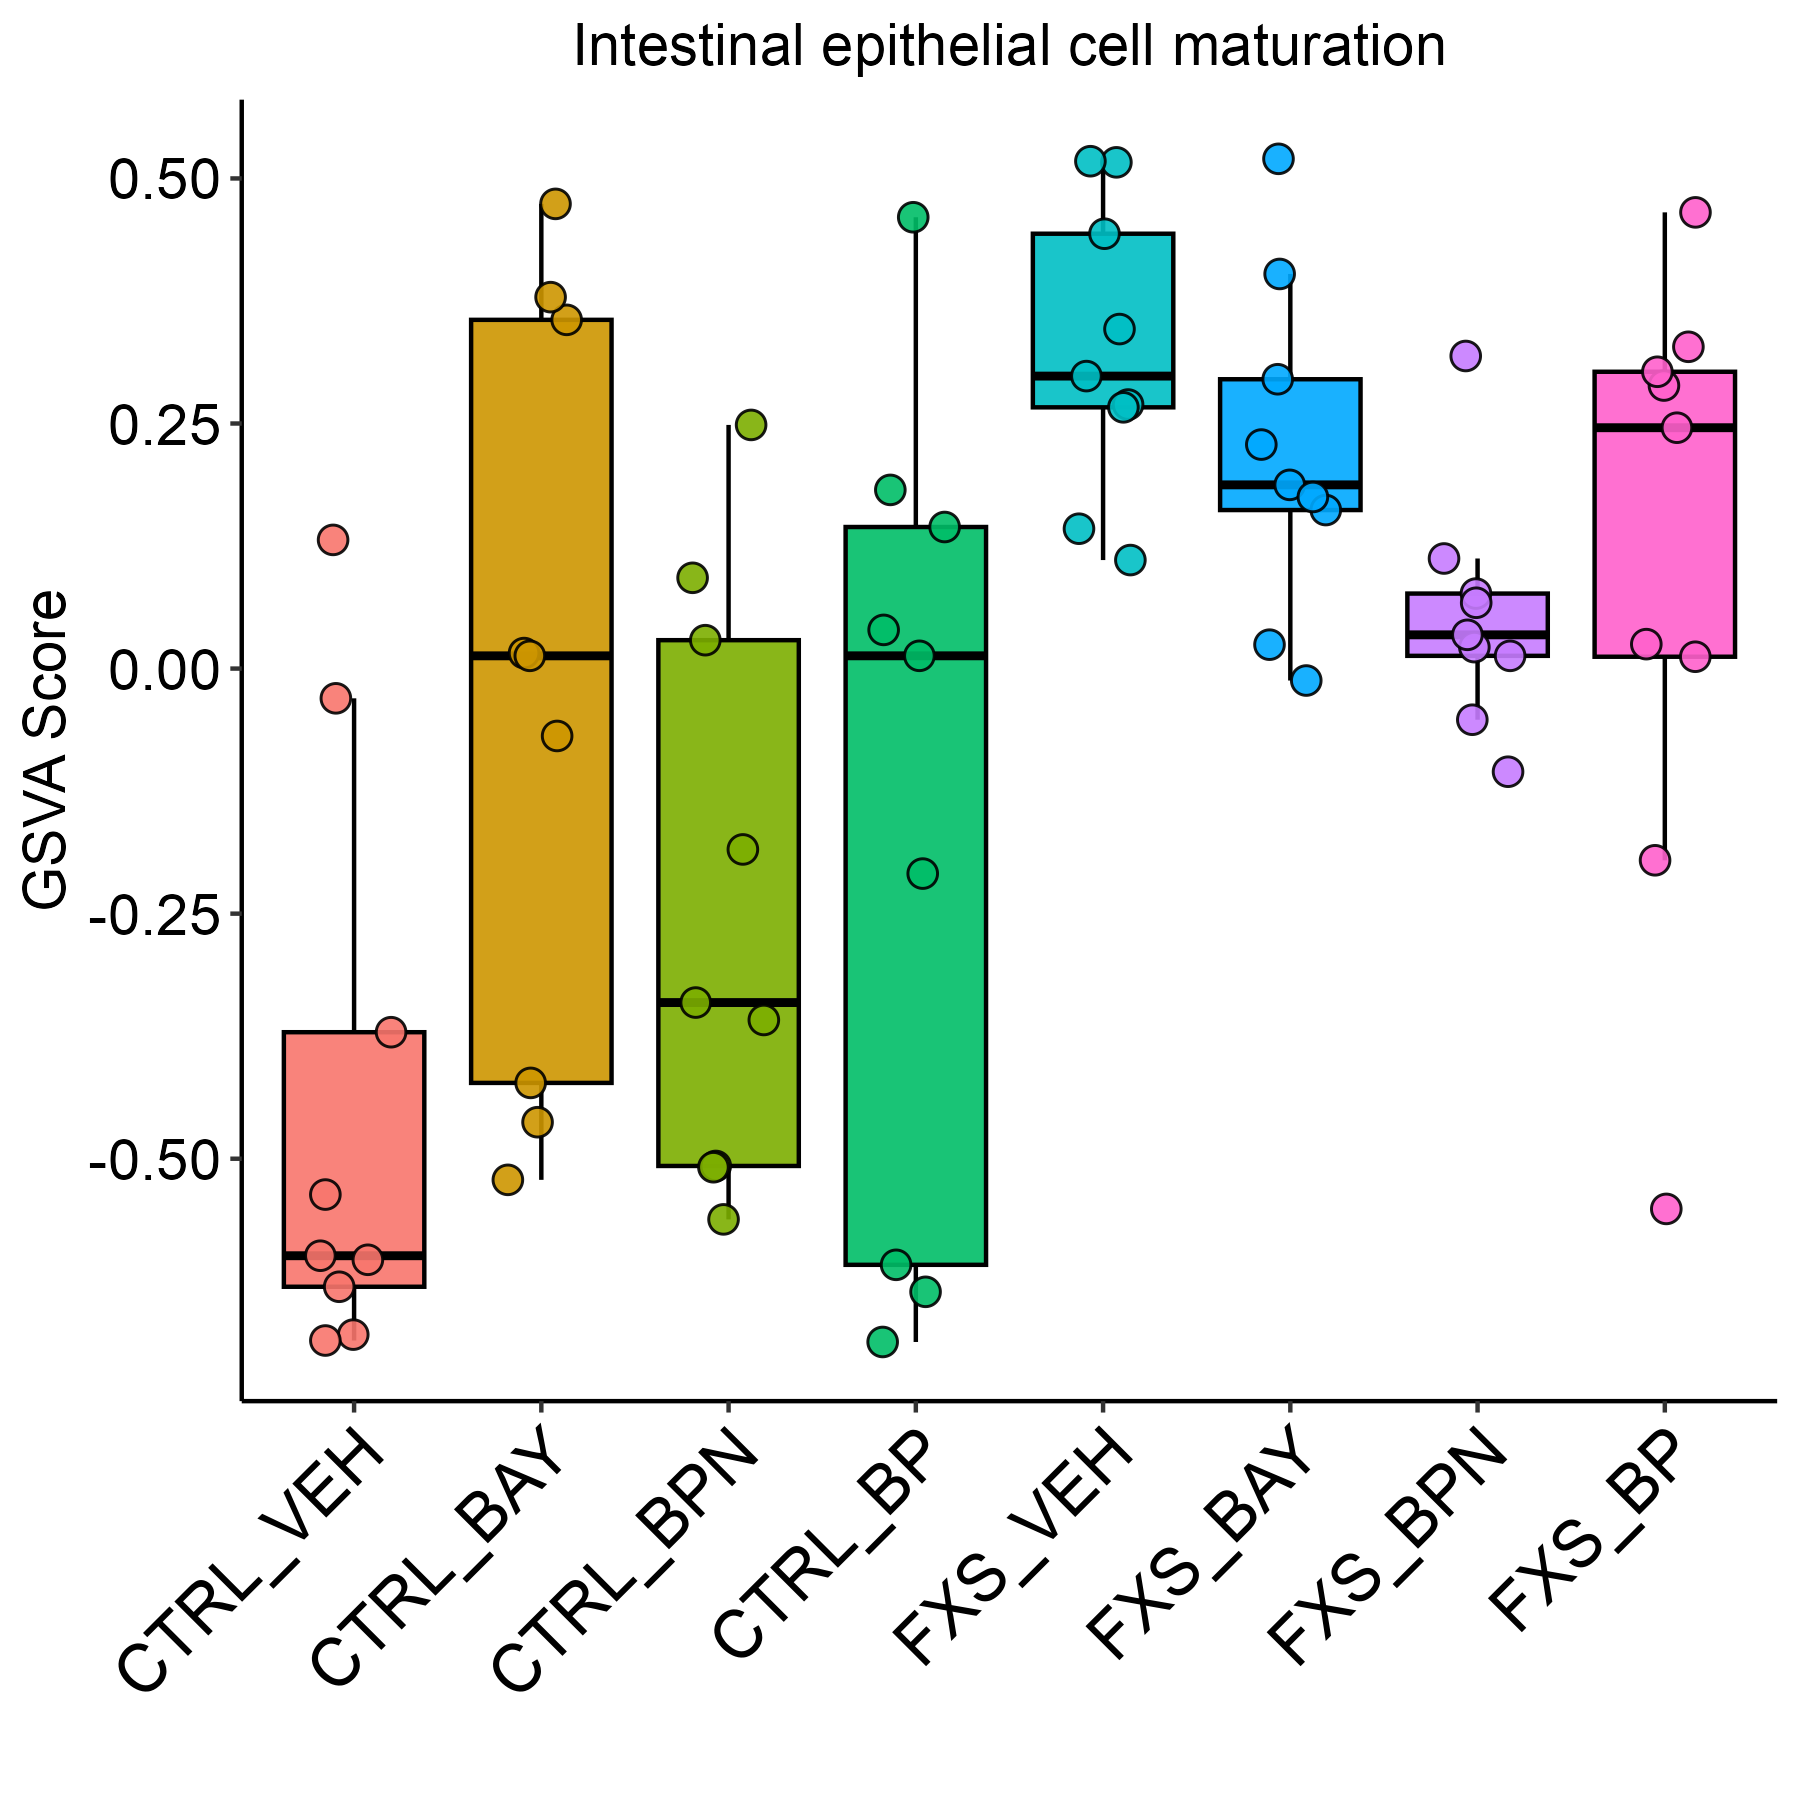 Intestinal epithelial cell maturation
GSVA Score
0.50
0.25
0.00
-0.25
-0.50
CTRL_VEH
CTRL_BAY
CTRL_BPN
CTRL_BP
FXS_VEH
FXS_BAY
FXS_BPN
FXS_BP